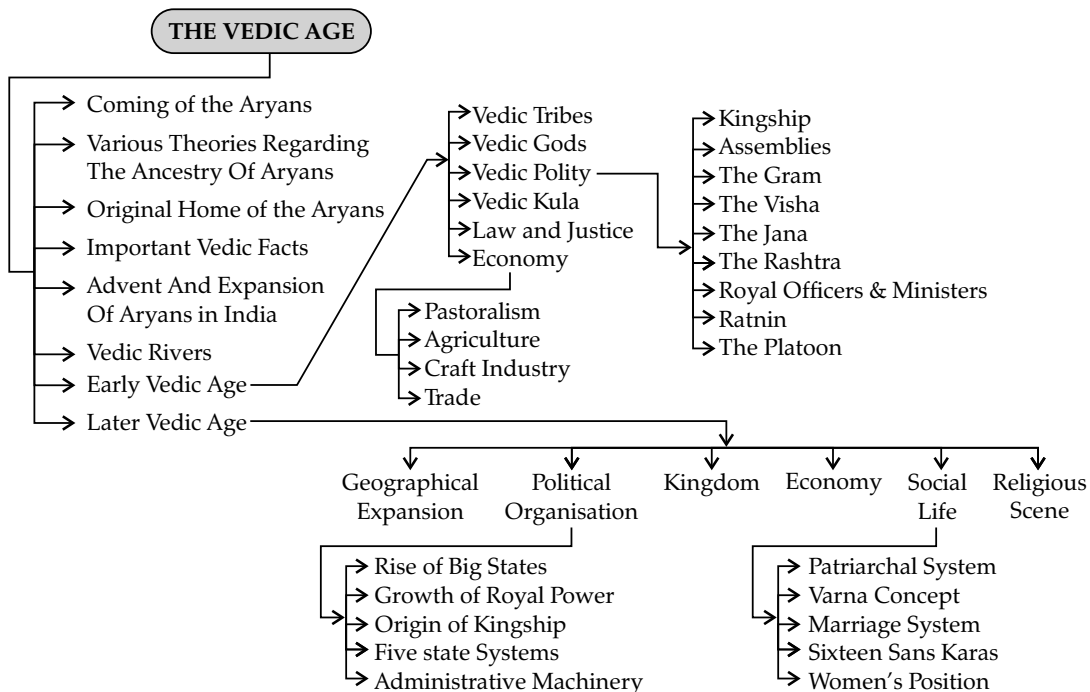 THE VEDIC AGE
Coming of the Aryans
Various Theories Regarding
The Ancestry Of Aryans
Original Home of the Aryans
Important Vedic Facts
Advent And Expansion
Of Aryans in India
Vedic Rivers
Early Vedic Age
Later Vedic Age
Vedic Tribes
Vedic Gods
Vedic Polity
Vedic Kula
Law and Justice
Economy
Pastoralism
Agriculture
Craft Industry
Trade
Kingship
Assemblies
The Gram
The Visha
The Jana
The Rashtra
Royal Officers & Ministers
Ratnin
The Platoon
Geographical
Expansion
Political
Organisation
Kingdom
Economy
Social
Life
Religious
Scene
Rise of Big States
Growth of Royal Power
Origin of Kingship
Five state Systems
Administrative Machinery
Patriarchal System
Varna Concept
Marriage System
Sixteen Sans Karas
Women's Position